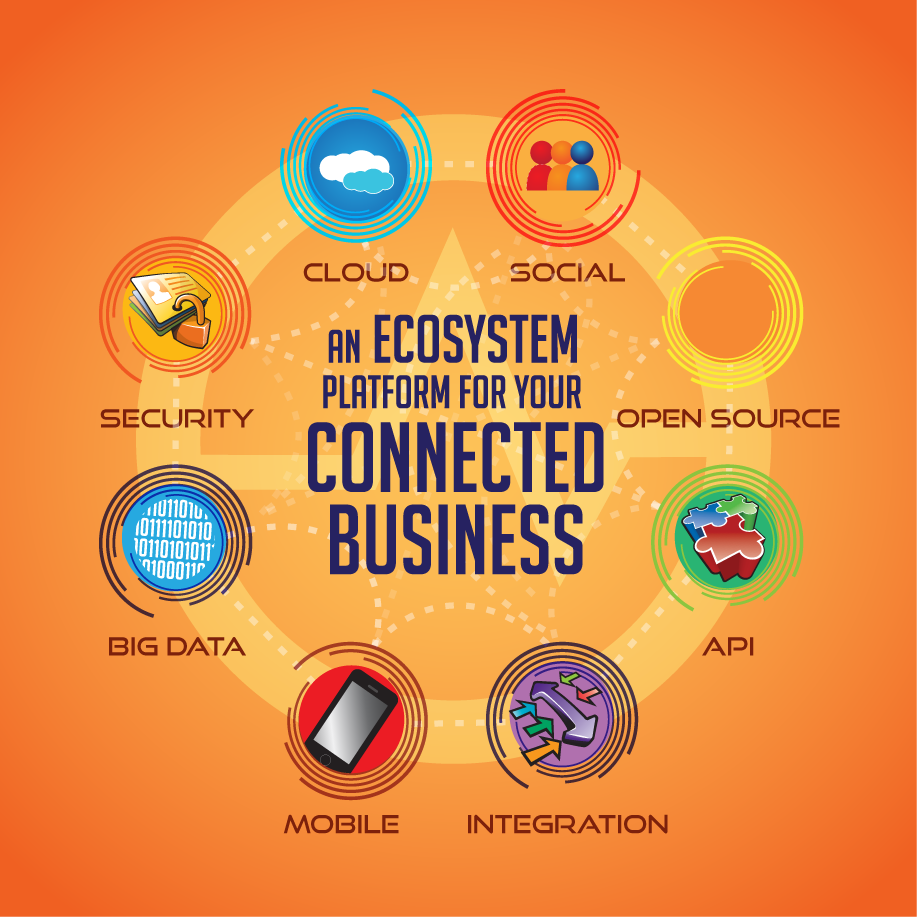 CLOUD
SOCIAL
SECURITY
OPEN SOURCE
AN ECOSYSTEM
PLATFORM FOR YOUR
CONNECTED
BUSINESS
BIG DATA
API
MOBILE
INTEGRATION